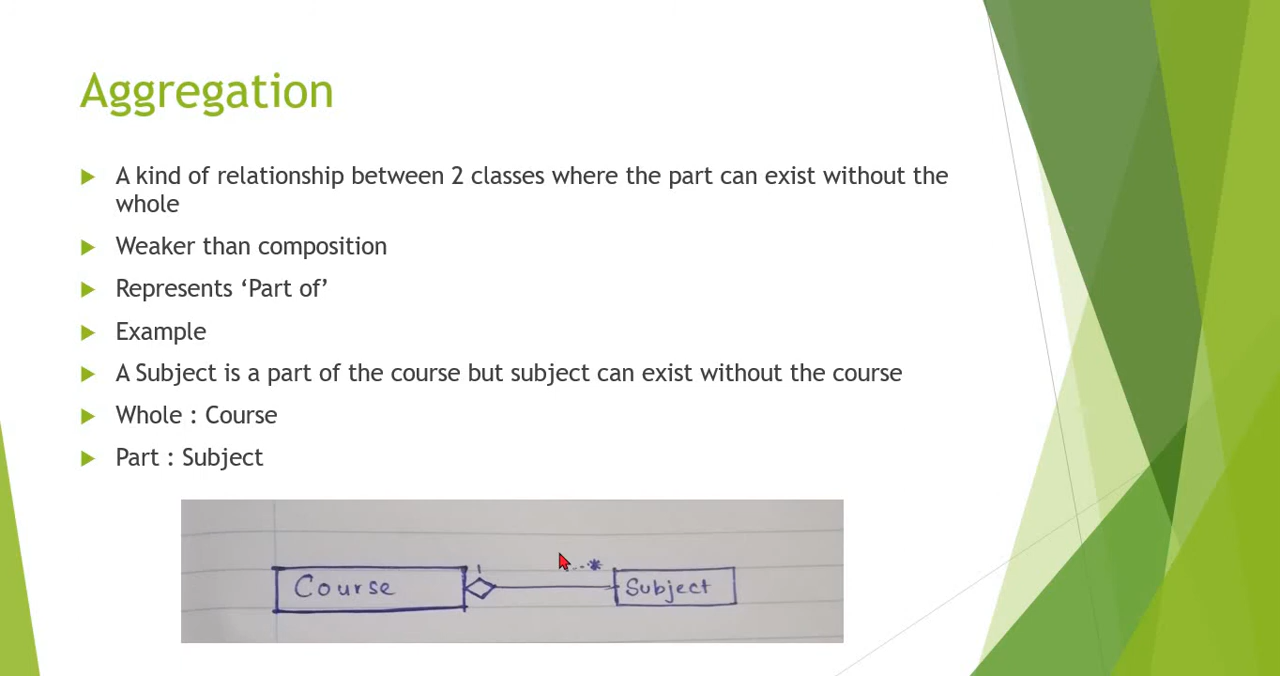 Aggregation
A kind of relationship between 2 classes where the part can exist without the
whole
Weaker than composition
Represents ‘Part of’
Example
A Subject is a part of the course but subject can exist without the course
Whole : Course
Part : Subject
Course
Subject